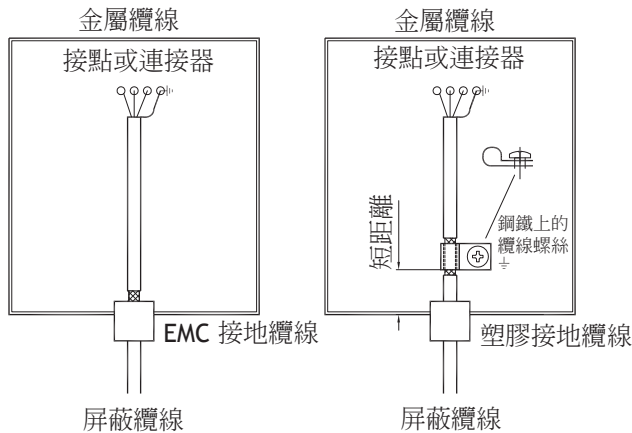 金屬纜線
接點或連接器
EMC 接地纜線
屏蔽纜線
金屬纜線
接點或連接器
短距離
鋼鐵上的
纜線螺絲
塑膠接地纜線
屏蔽纜線